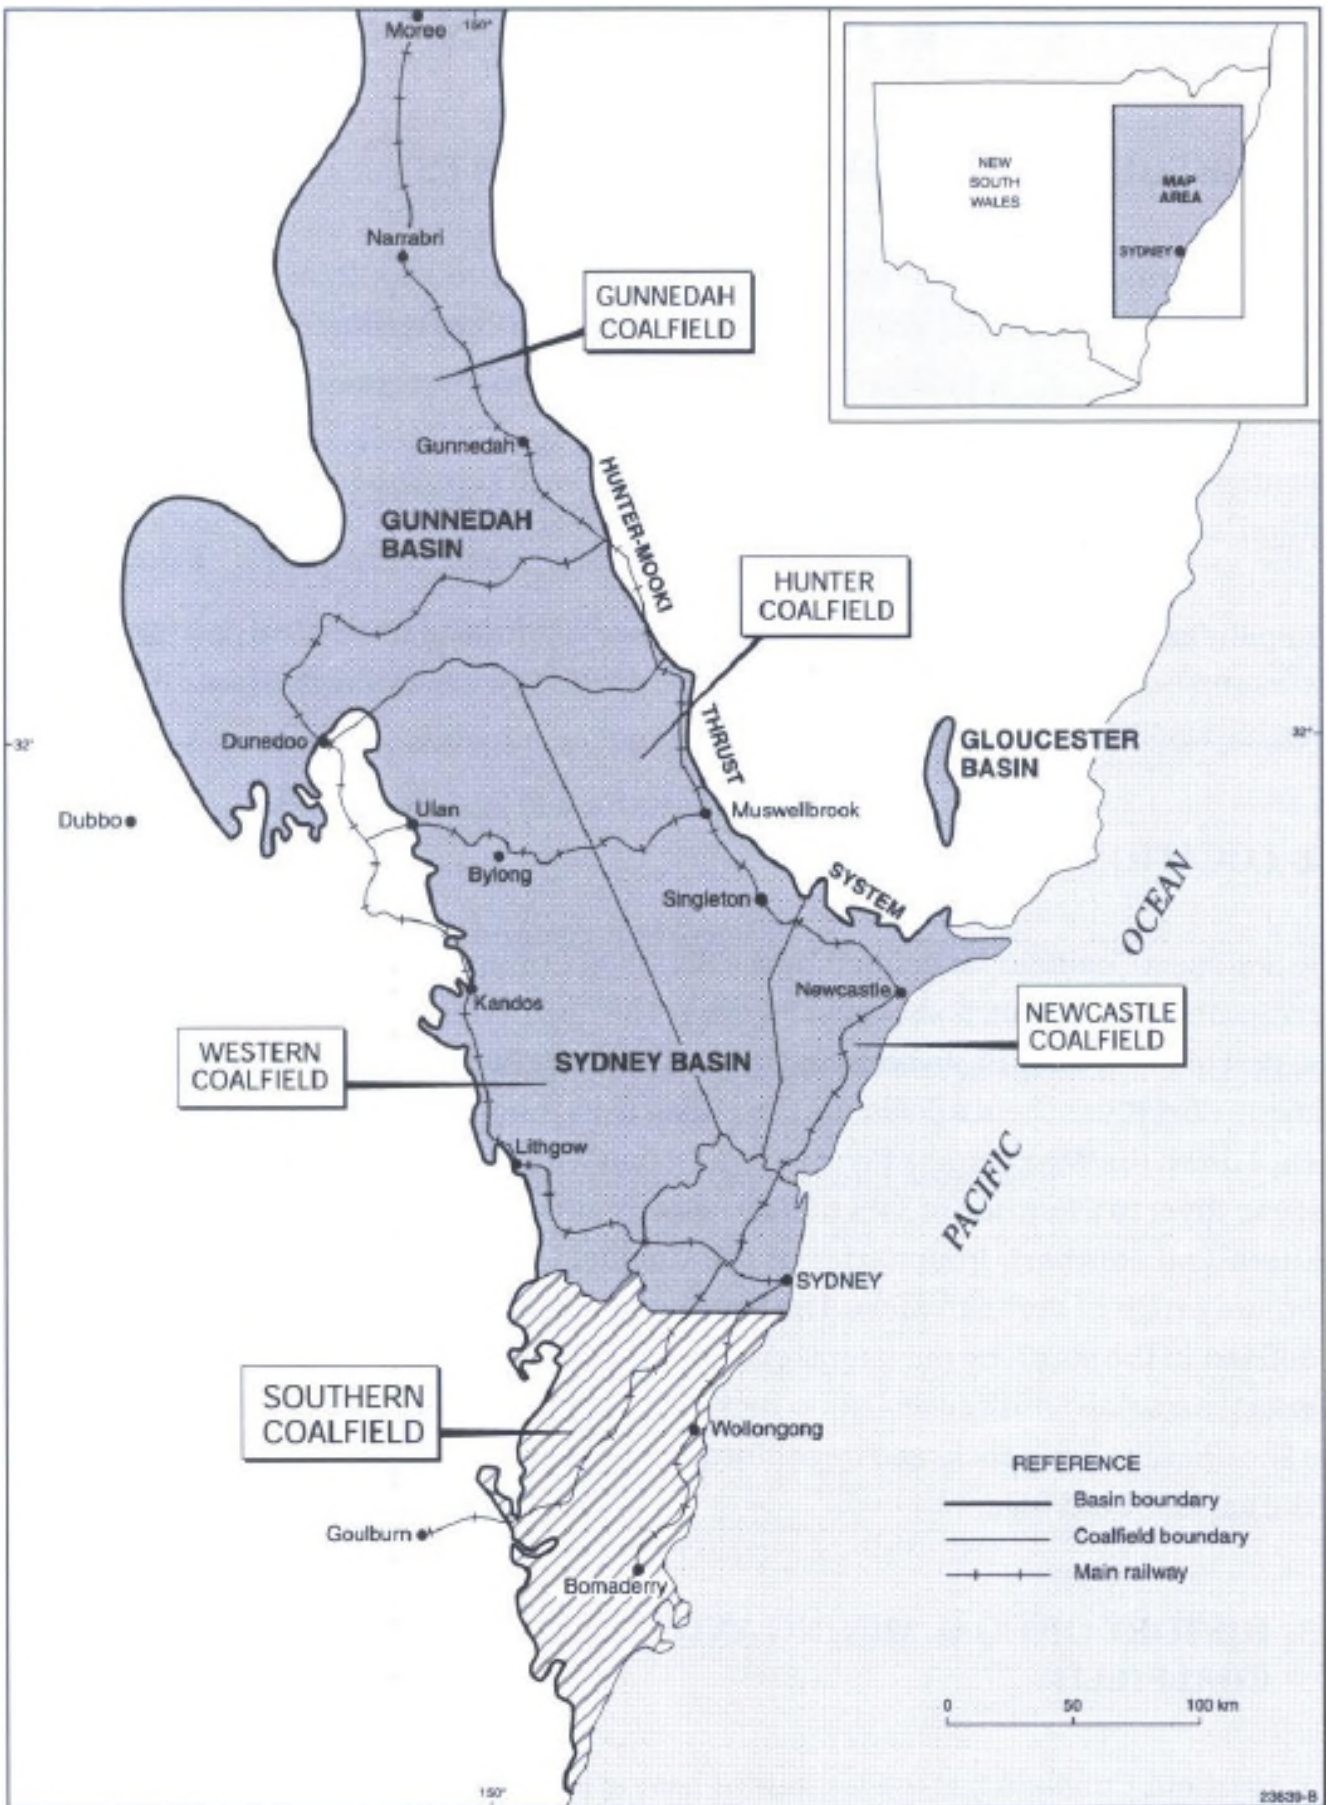 Moree
150°
NEW
SOUTH
WALES
MAP
AREA
SYDNEY
Narrabri
GUNNEDAH
COALFIELD
Gunnedah
HUNTER-MOOKI
GUNNEDAH
BASIN
HUNTER
COALFIELD
THRUST
32°
Dunedoo
32°
GLOUCESTER
BASIN
Dubbo
Ulan
Muswellbrook
Bylong
Singleton
SYSTEM
OCEAN
Kandos
Newcastle
NEWCASTLE
COALFIELD
WESTERN
COALFIELD
SYDNEY BASIN
Lithgow
PACIFIC
SYDNEY
SOUTHERN
COALFIELD
Wollongong
REFERENCE
Basin boundary
Coalfield boundary
Main railway
Goulburn
Bomaderry
0 50 100 km
150°
23639-B